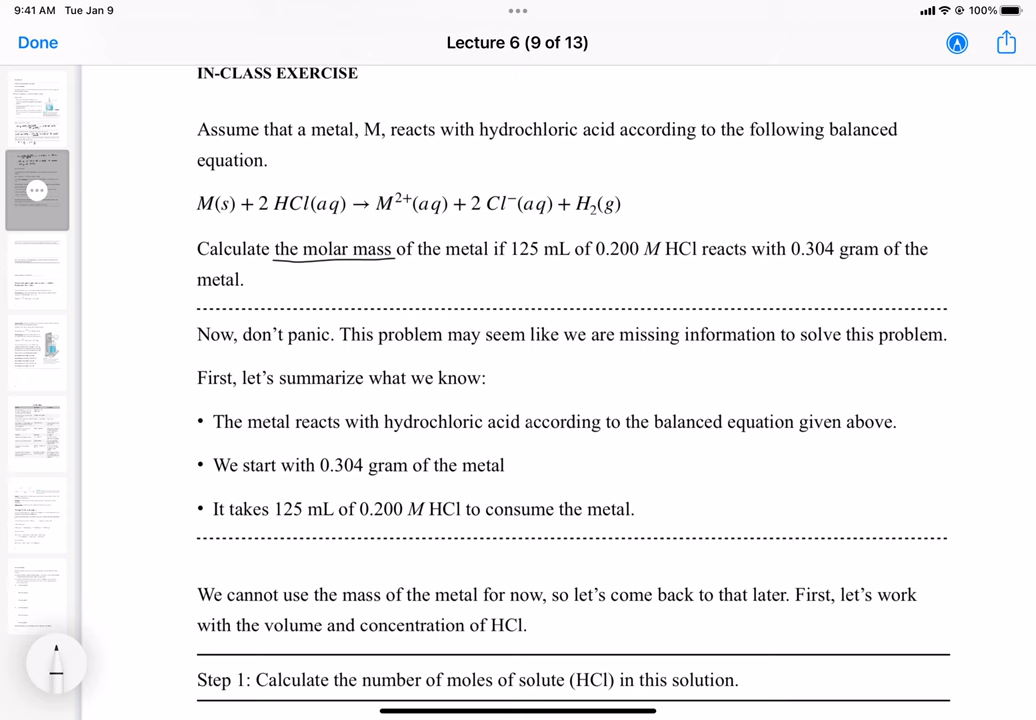 9:41 AM Tue Jan 9
100%
Done
Lecture 6 (9 of 13)
IN-CLASS EXERCISE
Assume that a metal, M, reacts with hydrochloric acid according to the following balanced
equation.
M(s) + 2 HCl(aq) → M²⁺(aq) + 2 Cl⁻(aq) + H₂(g)
Calculate the molar mass of the metal if 125 mL of 0.200 M HCl reacts with 0.304 gram of the
metal.
Now, don’t panic. This problem may seem like we are missing information to solve this problem.
First, let’s summarize what we know:
• The metal reacts with hydrochloric acid according to the balanced equation given above.
• We start with 0.304 gram of the metal
• It takes 125 mL of 0.200 M HCl to consume the metal.
We cannot use the mass of the metal for now, so let’s come back to that later. First, let’s work
with the volume and concentration of HCl.
Step 1: Calculate the number of moles of solute (HCl) in this solution.